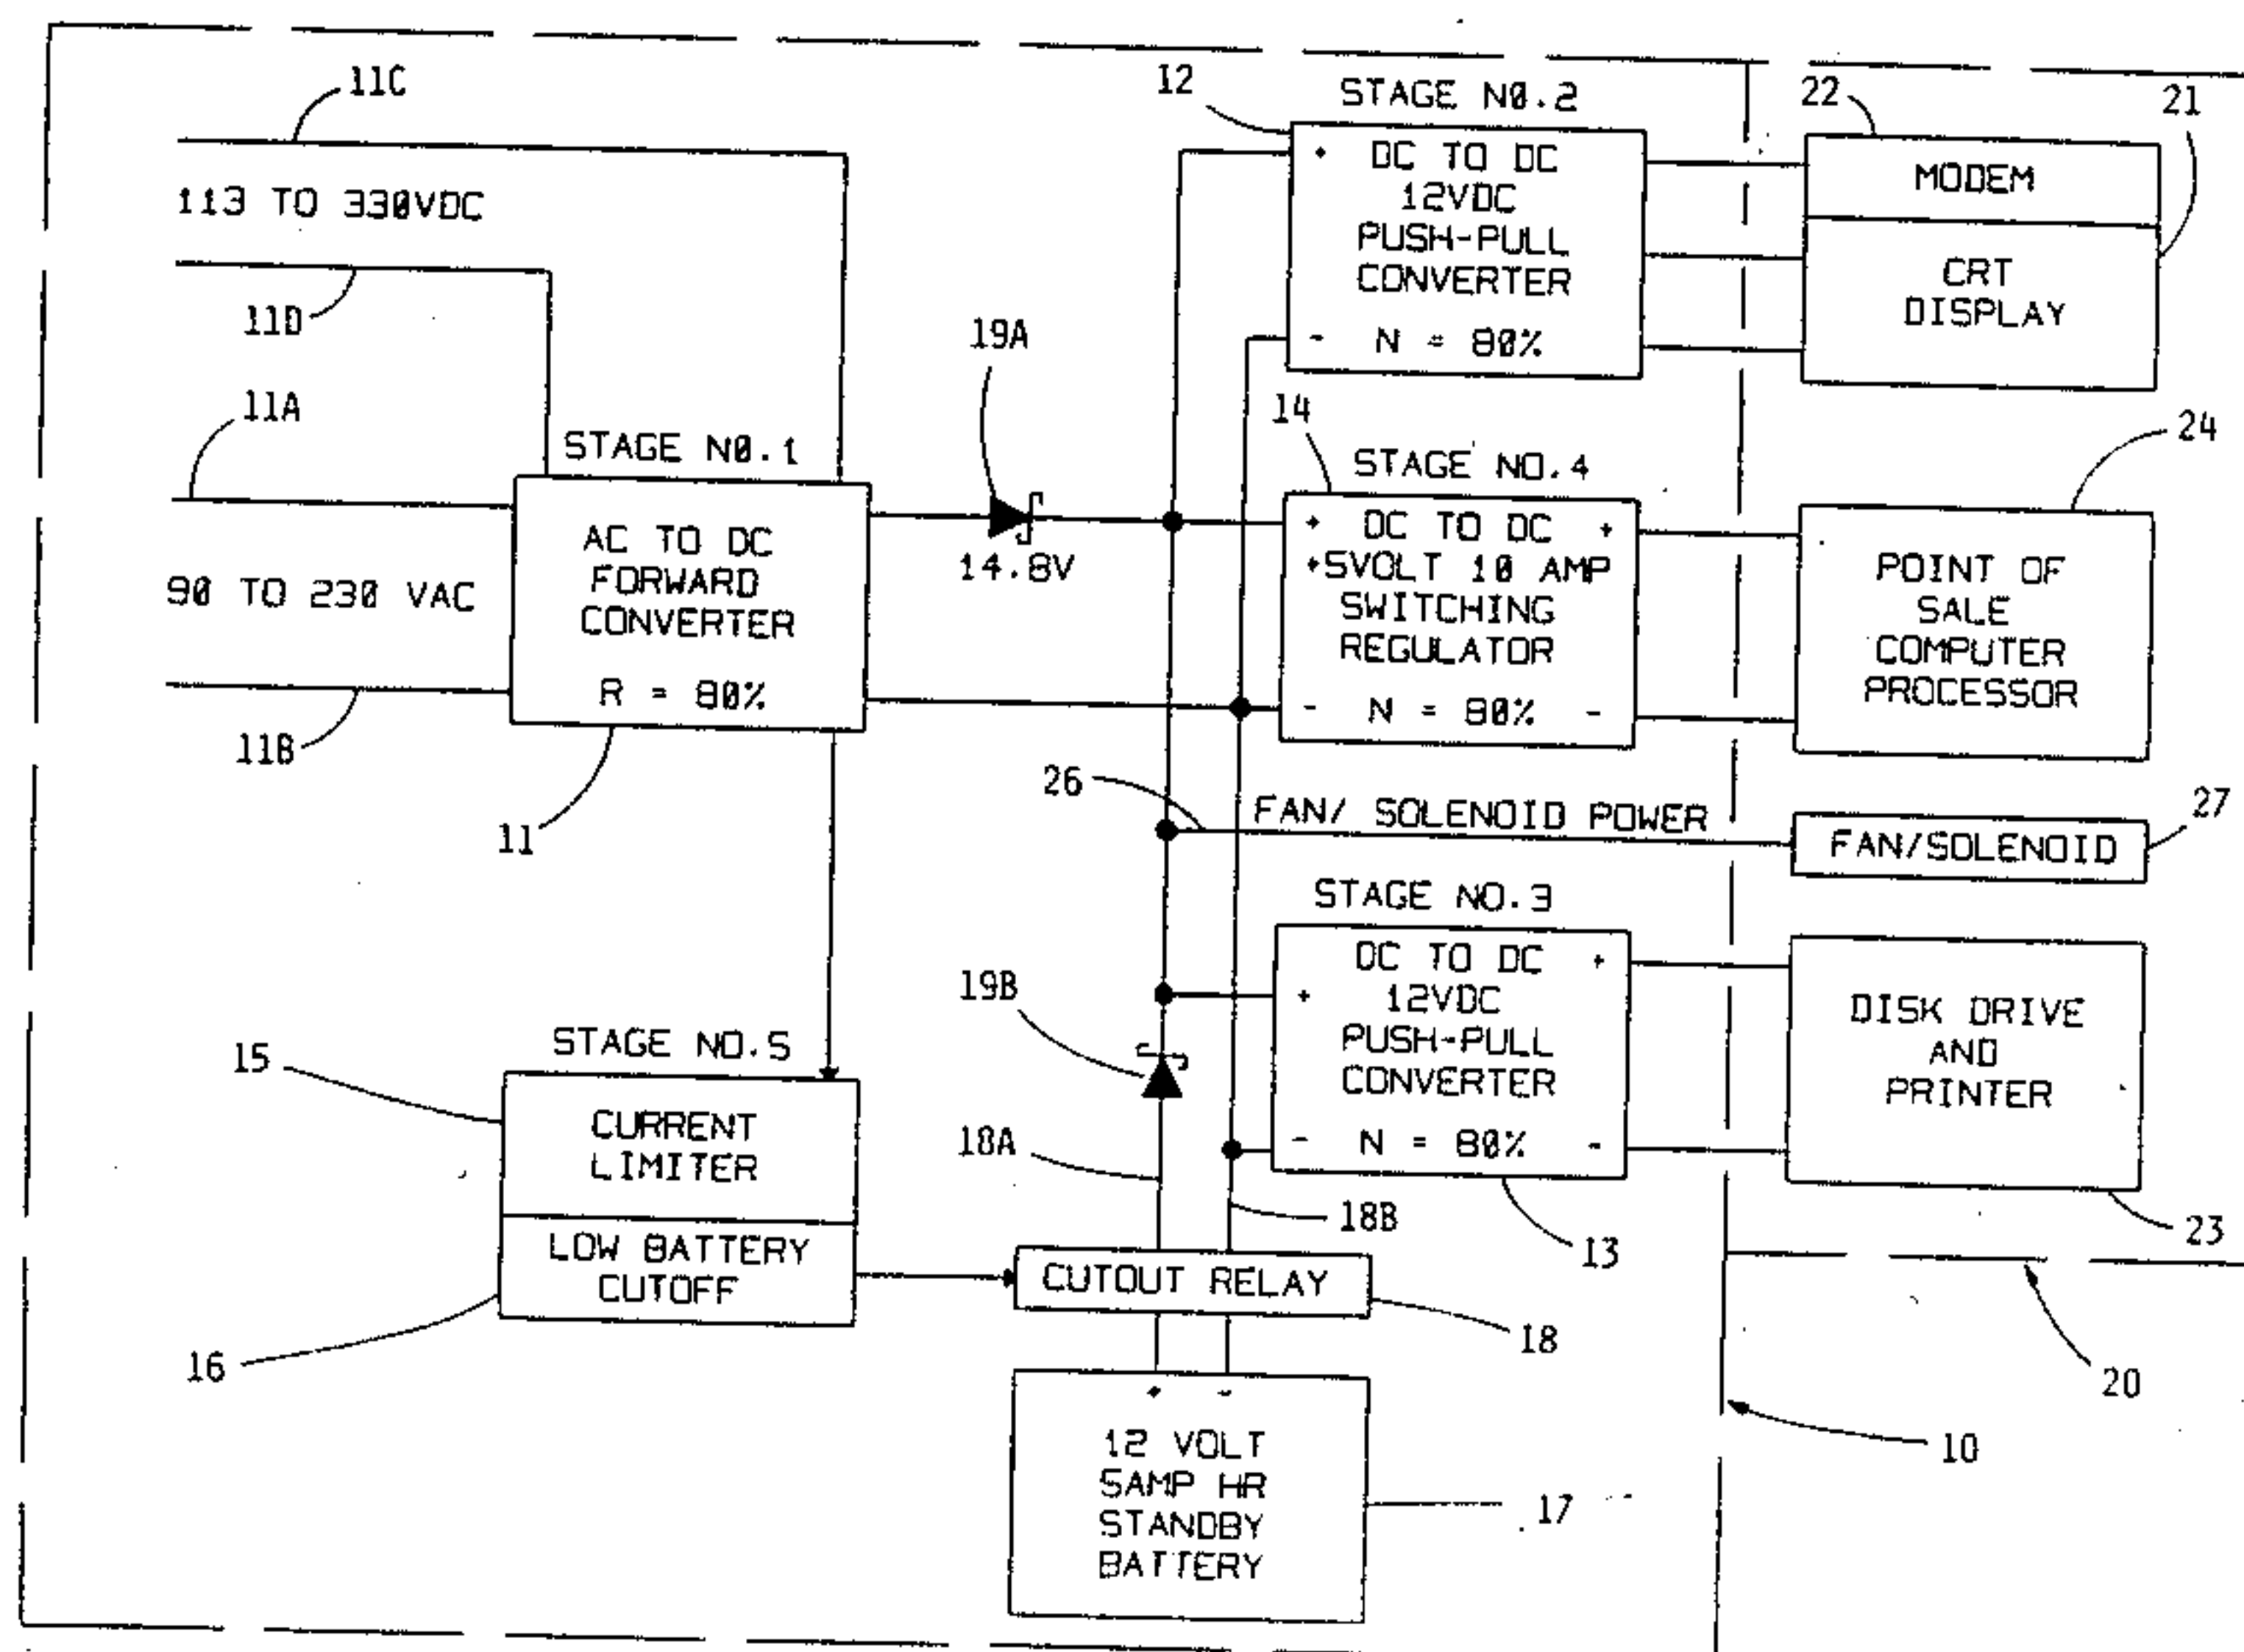 11C
113 TO 330VDC
11D
11A
90 TO 230 VAC
11B
STAGE NO.1
AC TO DC
FORWARD
CONVERTER
R = 80%
11
19A
14.8V
12
STAGE NO.2
+ DC TO DC
12VDC
PUSH-PULL
CONVERTER
- N = 80%
22
21
MODEM
CRT
DISPLAY
14
STAGE NO.4
+ DC TO DC +
+5VOLT 10 AMP
SWITCHING
REGULATOR
- N = 80% -
24
POINT OF
SALE
COMPUTER
PROCESSOR
26
FAN/ SOLENOID POWER
FAN/SOLENOID
27
STAGE NO.3
DC TO DC +
+ 12VDC
PUSH-PULL
CONVERTER
- N = 80% -
13
19B
18A
18B
DISK DRIVE
AND
PRINTER
23
STAGE NO.5
15
CURRENT
LIMITER
LOW BATTERY
CUTOFF
16
CUTOUT RELAY
18
+ -
12 VOLT
5AMP HR
STANDBY
BATTERY
17
20
10